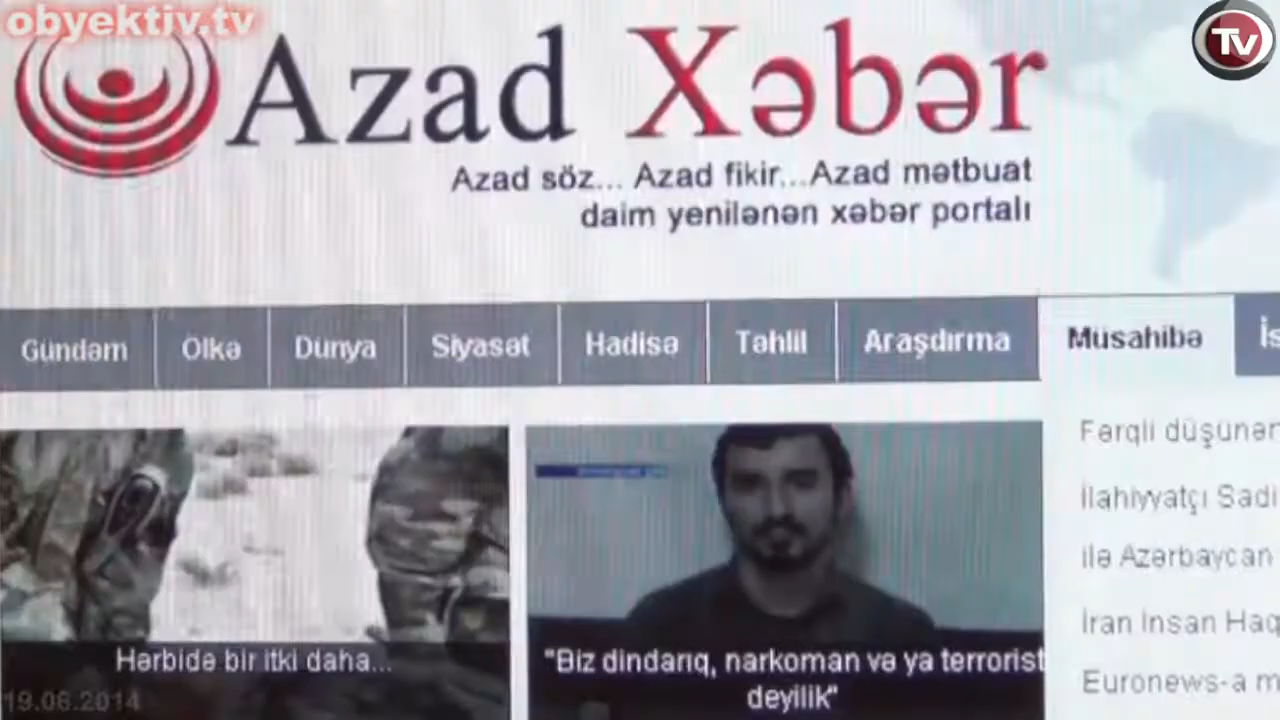 obyektiv.tv
Tv
Azad Xəbər
Azad söz... Azad fikir...Azad mətbuat
daim yenilənən xəbər portalı
Gündəm Ölkə Dünya Siyasət Hadisə Təhlil Araşdırma Müsahibə
Fərqli
İlahiyyatçı
ilə Azərbaycan
İran İnsan
Euronews-a
Hərbidə bir itki daha...
19.06.2014
"Biz dindarıq, narkoman və ya terrorist
deyilik"